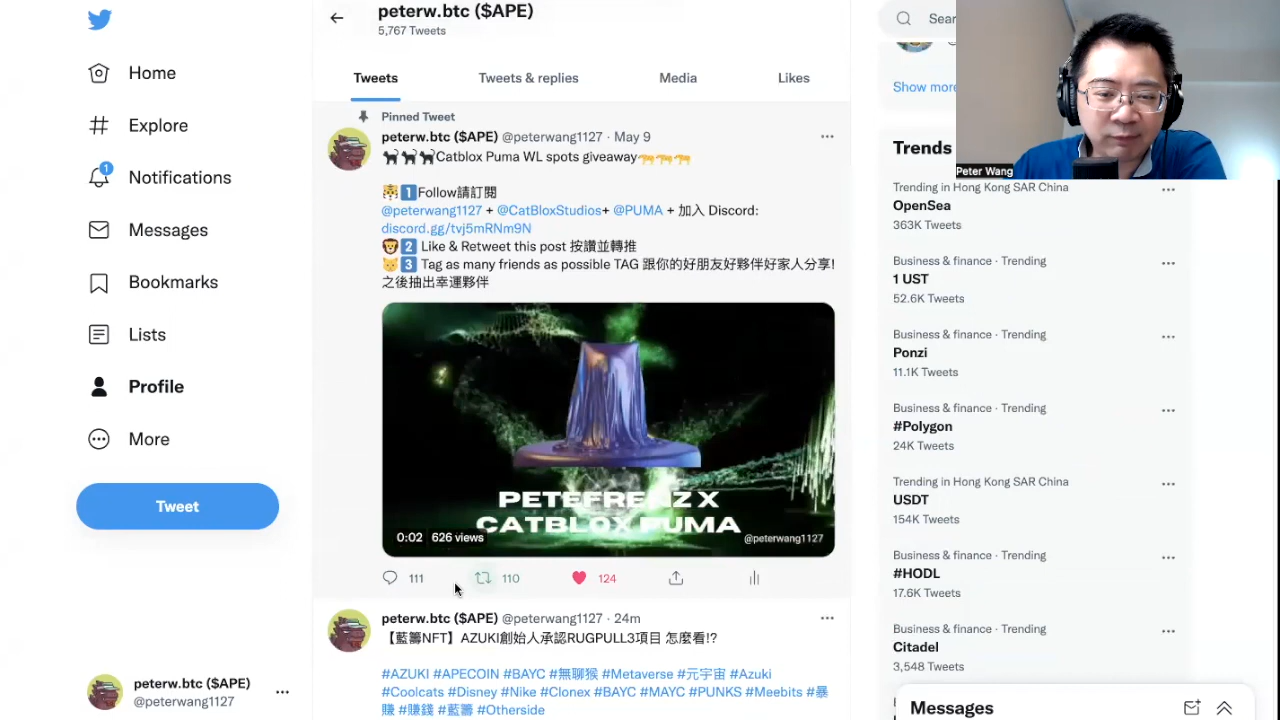 peterw.btc ($APE)
5,767 Tweets
Tweets
Tweets & replies
Media
Likes
Home
Explore
1
Notifications
Messages
Bookmarks
Lists
Profile
More
Tweet
peterw.btc ($APE)
@peterwang1127
Pinned Tweet
peterw.btc ($APE) @peterwang1127 · May 9
Catblox Puma WL spots giveaway
1 Follow請訂閱
@peterwang1127 + @CatBloxStudios+ @PUMA + 加入 Discord:
discord.gg/tvj5mRNm9N
2 Like & Retweet this post 按讚並轉推
3 Tag as many friends as possible TAG 跟你的好朋友好夥伴好家人分享!
之後抽出幸運夥伴
PETEFRENZ X
CATBLOX PUMA
0:02 626 views
@peterwang1127
111
110
124
peterw.btc ($APE) @peterwang1127 · 24m
【藍籌NFT】AZUKI創始人承認RUGPULL3項目 怎麼看!?
#AZUKI #APECOIN #BAYC #無聊猴 #Metaverse #元宇宙 #Azuki
#Coolcats #Disney #Nike #Clonex #BAYC #MAYC #PUNKS #Meebits #暴
賺 #賺錢 #藍籌 #Otherside
Sear
Show more
Peter Wang
Trends
Trending in Hong Kong SAR China
OpenSea
363K Tweets
Business & finance · Trending
1 UST
52.6K Tweets
Business & finance · Trending
Ponzi
11.1K Tweets
Business & finance · Trending
#Polygon
24K Tweets
Trending in Hong Kong SAR China
USDT
154K Tweets
Business & finance · Trending
#HODL
17.6K Tweets
Business & finance · Trending
Citadel
3,548 Tweets
Messages